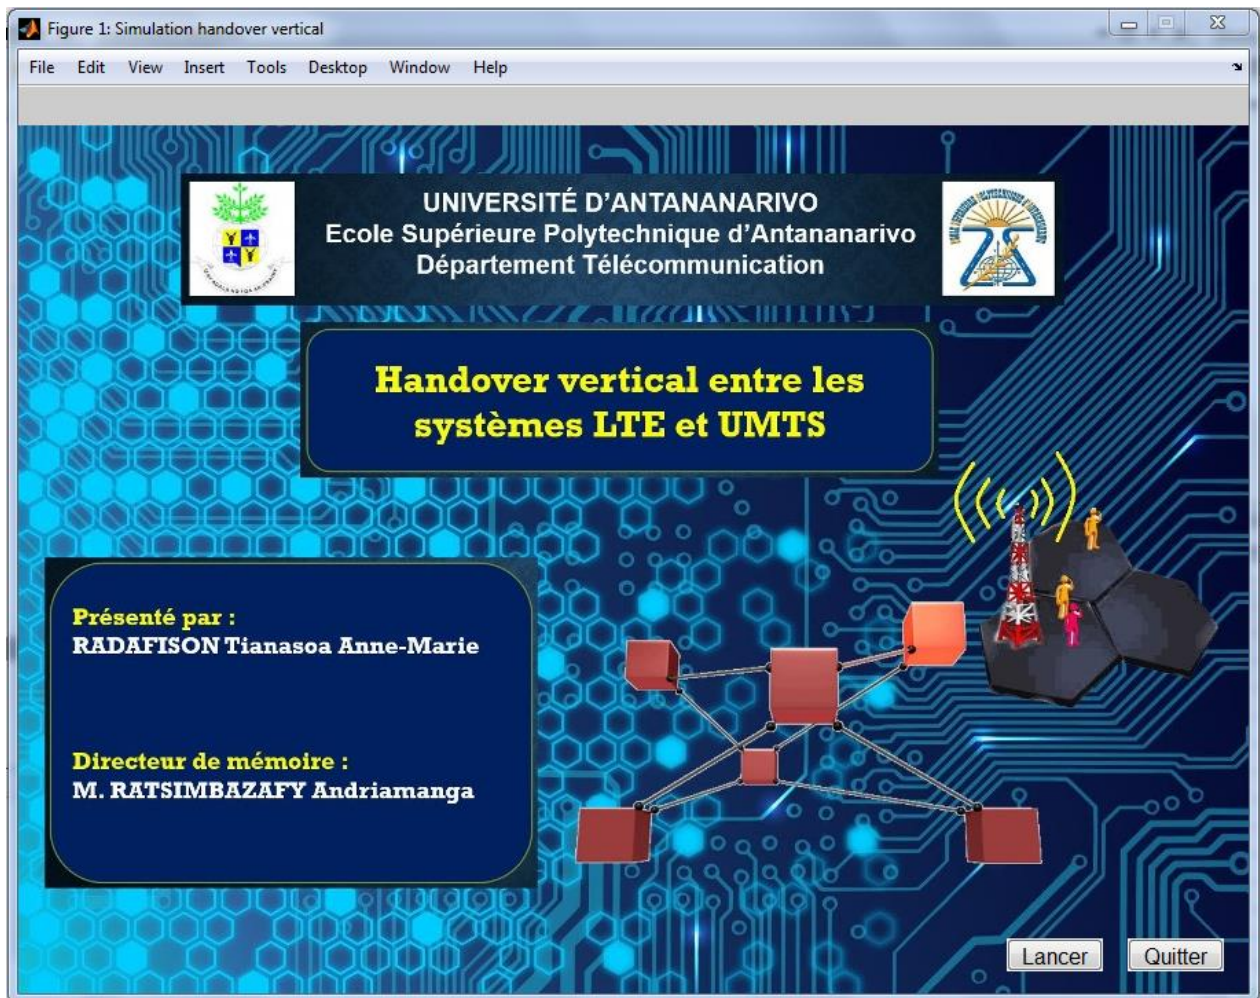 Figure 1: Simulation handover vertical
File Edit View Insert Tools Desktop Window Help
UNIVERSITÉ D'ANTANANARIVO
Ecole Supérieure Polytechnique d'Antananarivo
Département Télécommunication
Handover vertical entre les
systèmes LTE et UMTS
Présenté par :
RADAFISON Tianasoa Anne-Marie
Directeur de mémoire :
M. RATSIMBAZAFY Andriamanga
Lancer Quitter